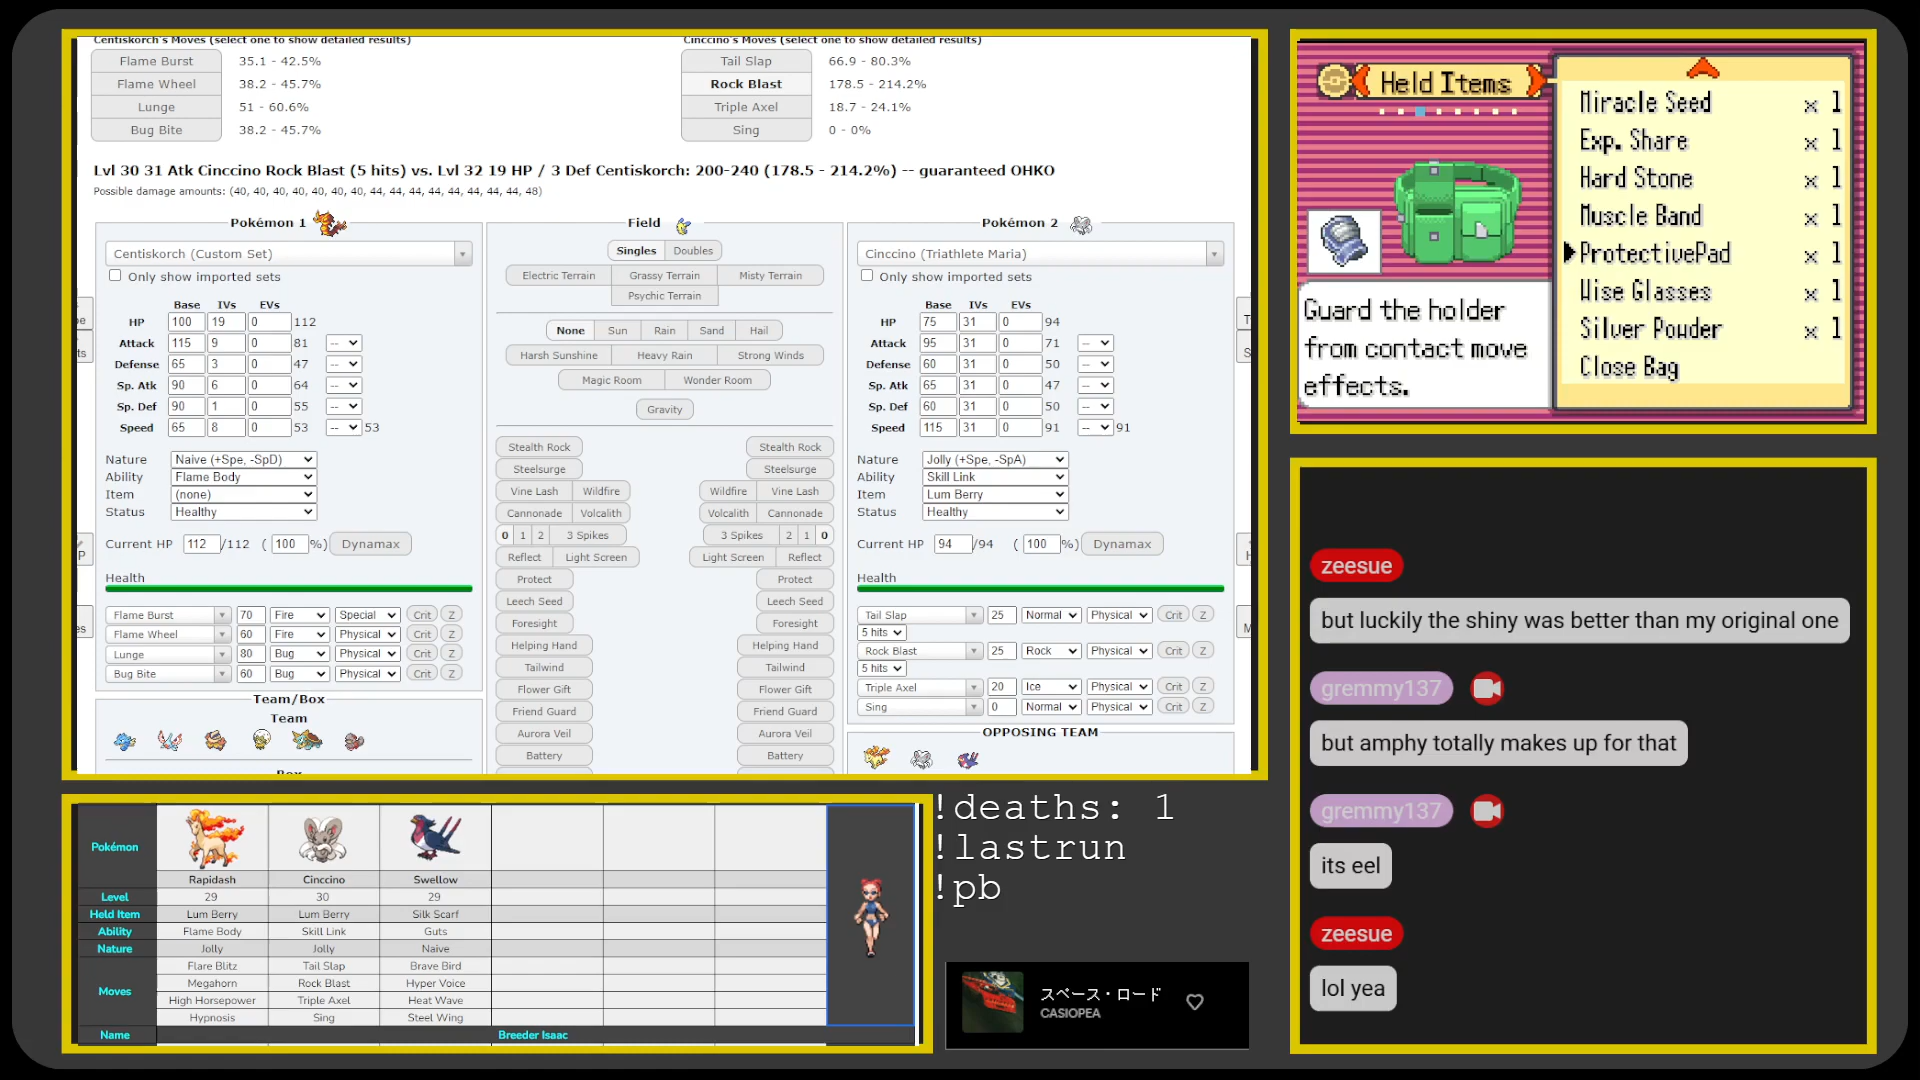 Centiskorch's Moves (select one to show detailed results)
Flame Burst 35.1 - 42.5%
Flame Wheel 38.2 - 45.7%
Lunge 51 - 60.6%
Bug Bite 38.2 - 45.7%
Cinccino's Moves (select one to show detailed results)
Tail Slap 66.9 - 80.3%
Rock Blast 178.5 - 214.2%
Triple Axel 18.7 - 24.1%
Sing 0 - 0%
Lvl 30 31 Atk Cinccino Rock Blast (5 hits) vs. Lvl 32 19 HP / 3 Def Centiskorch: 200-240 (178.5 - 214.2%) -- guaranteed OHKO
Possible damage amounts: (40, 40, 40, 40, 40, 40, 40, 44, 44, 44, 44, 44, 44, 44, 44, 48)
Pokémon 1
Centiskorch (Custom Set)
Only show imported sets
Base IVs EVs
HP 100 19 0 112
Attack 115 9 0 81 --
Defense 65 3 0 47 --
Sp. Atk 90 6 0 64 --
Sp. Def 90 1 0 55 --
Speed 65 8 0 53 -- 53
Nature Naive (+Spe, -SpD)
Ability Flame Body
Item (none)
Status Healthy
Current HP 112 /112 ( 100 %) Dynamax
Health
Flame Burst 70 Fire Special Crit Z
Flame Wheel 60 Fire Physical Crit Z
Lunge 80 Bug Physical Crit Z
Bug Bite 60 Bug Physical Crit Z
Team/Box
Team
Field
Singles Doubles
Electric Terrain Grassy Terrain Misty Terrain
Psychic Terrain
None Sun Rain Sand Hail
Harsh Sunshine Heavy Rain Strong Winds
Magic Room Wonder Room
Gravity
Stealth Rock Stealth Rock
Steelsurge Steelsurge
Vine Lash Wildfire Wildfire Vine Lash
Cannonade Volcalith Volcalith Cannonade
0 1 2 3 Spikes 3 Spikes 2 1 0
Reflect Light Screen Light Screen Reflect
Protect Protect
Leech Seed Leech Seed
Foresight Foresight
Helping Hand Helping Hand
Tailwind Tailwind
Flower Gift Flower Gift
Friend Guard Friend Guard
Aurora Veil Aurora Veil
Battery Battery
Pokémon 2
Cinccino (Triathlete Maria)
Only show imported sets
Base IVs EVs
HP 75 31 0 94
Attack 95 31 0 71 --
Defense 60 31 0 50 --
Sp. Atk 65 31 0 47 --
Sp. Def 60 31 0 50 --
Speed 115 31 0 91 -- 91
Nature Jolly (+Spe, -SpA)
Ability Skill Link
Item Lum Berry
Status Healthy
Current HP 94 /94 ( 100 %) Dynamax
Health
Tail Slap 25 Normal Physical Crit Z
5 hits
Rock Blast 25 Rock Physical Crit Z
5 hits
Triple Axel 20 Ice Physical Crit Z
Sing 0 Normal Physical Crit Z
OPPOSING TEAM
Held Items
Miracle Seed x 1
Exp. Share x 1
Hard Stone x 1
Muscle Band x 1
ProtectivePad x 1
Wise Glasses x 1
Silver Powder x 1
Close Bag
Guard the holder
from contact move
effects.
zeesue
but luckily the shiny was better than my original one
gremmy137
but amphy totally makes up for that
gremmy137
its eel
zeesue
lol yea
Pokémon Rapidash Cinccino Swellow
Level 29 30 29
Held Item Lum Berry Lum Berry Silk Scarf
Ability Flame Body Skill Link Guts
Nature Jolly Jolly Naive
Moves
Flare Blitz Tail Slap Brave Bird
Megahorn Rock Blast Hyper Voice
High Horsepower Triple Axel Heat Wave
Hypnosis Sing Steel Wing
Name Breeder Isaac
!deaths: 1
!lastrun
!pb
スペース・ロード
CASIOPEA